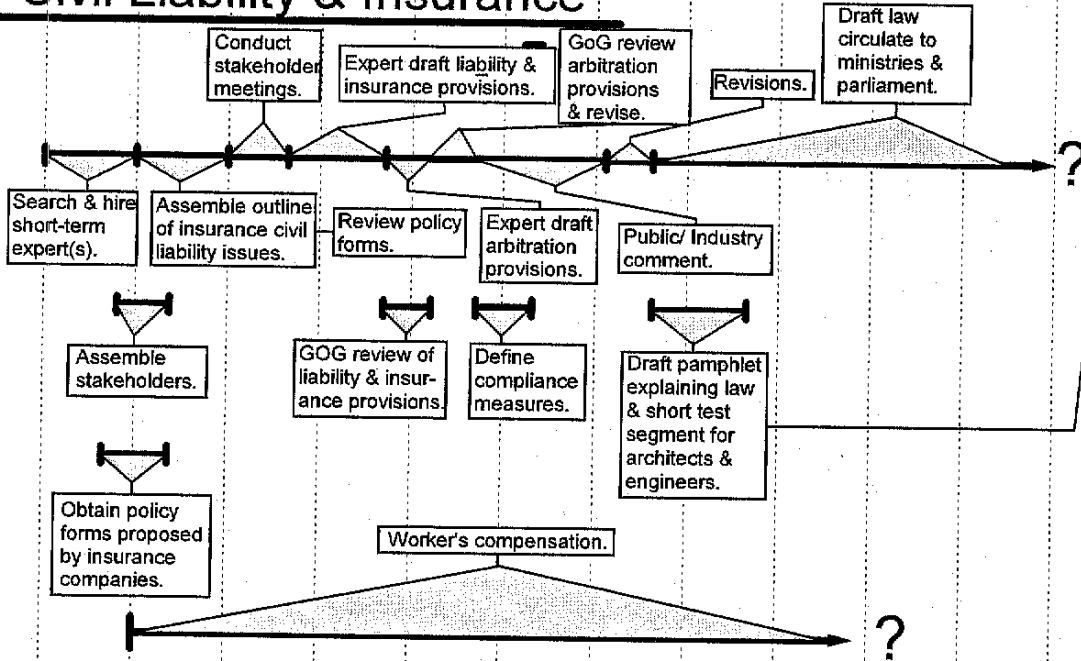 Civil Liability & Insurance
Conduct
stakeholder
meetings.
Expert draft liability &
insurance provisions.
GoG review
arbitration
provisions
& revise.
Revisions.
Draft law
circulate to
ministries &
parliament.
?
Search & hire
short-term
expert(s).
Assemble outline
of insurance civil
liability issues.
Review policy
forms.
Expert draft
arbitration
provisions.
Public/ Industry
comment.
Assemble
stakeholders.
GOG review of
liability & insur-
ance provisions.
Define
compliance
measures.
Draft pamphlet
explaining law
& short test
segment for
architects &
engineers.
Obtain policy
forms proposed
by insurance
companies.
Worker's compensation.
?